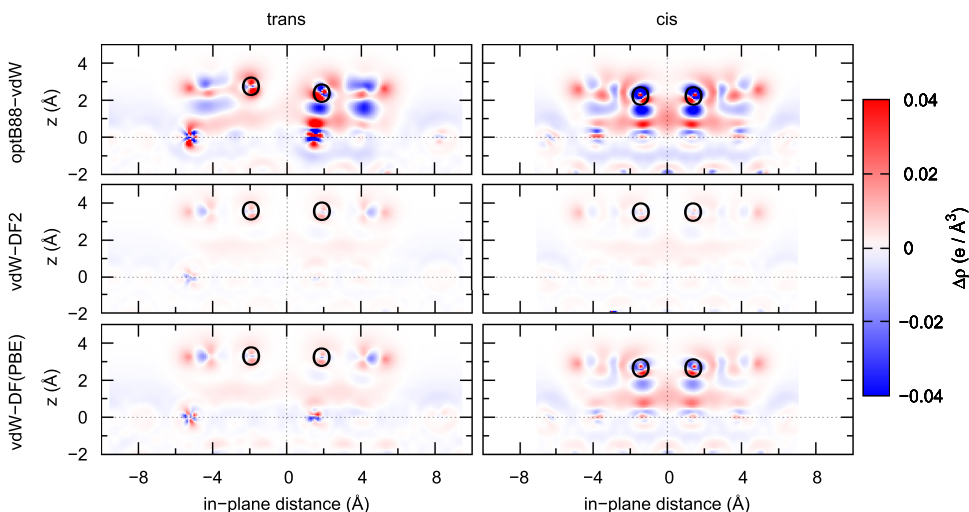 trans cis
optB88−vdW z (Å) 4 2 0 −2
vdW−DF2 z (Å) 4 2 0 −2
vdW−DF(PBE) z (Å) 4 2 0 −2
O O O O
O O O O
O O O O
−8 −4 0 4 8 −8 −4 0 4 8
in-plane distance (Å) in-plane distance (Å)
0.04
0.02
0
−0.02
−0.04
Δρ (e / Å³)